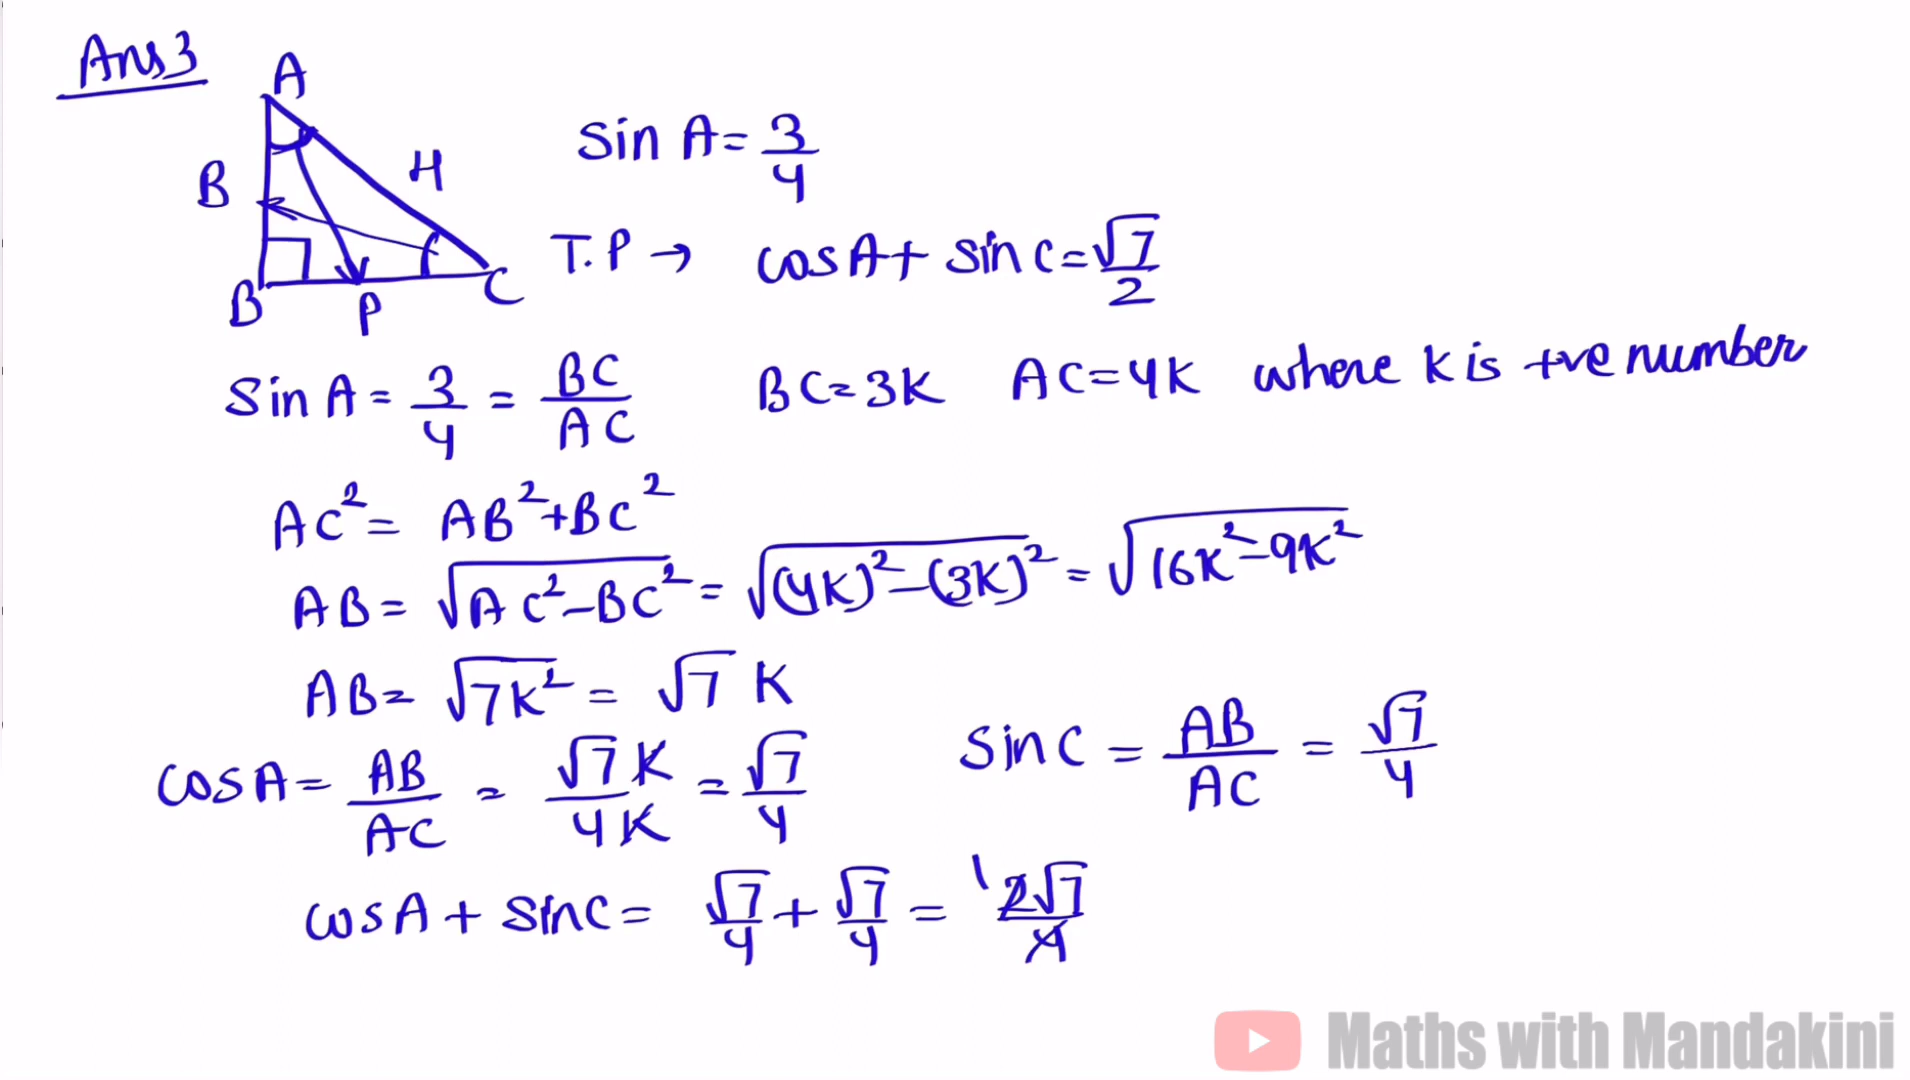 Ans 3
A
B H
B P C
sin A = 3/4
T.P → cos A + sin C = √7/2
sin A = 3/4 = BC/AC BC = 3K AC = 4K where K is +ve number
AC² = AB² + BC²
AB = √(AC² - BC²) = √((4K)² - (3K)²) = √(16K² - 9K²)
AB = √(7K²) = √7 K
cos A = AB/AC = √7K/4K = √7/4 sin C = AB/AC = √7/4
cos A + sin C = √7/4 + √7/4 = 1 2√7/4
Maths with Mandakini